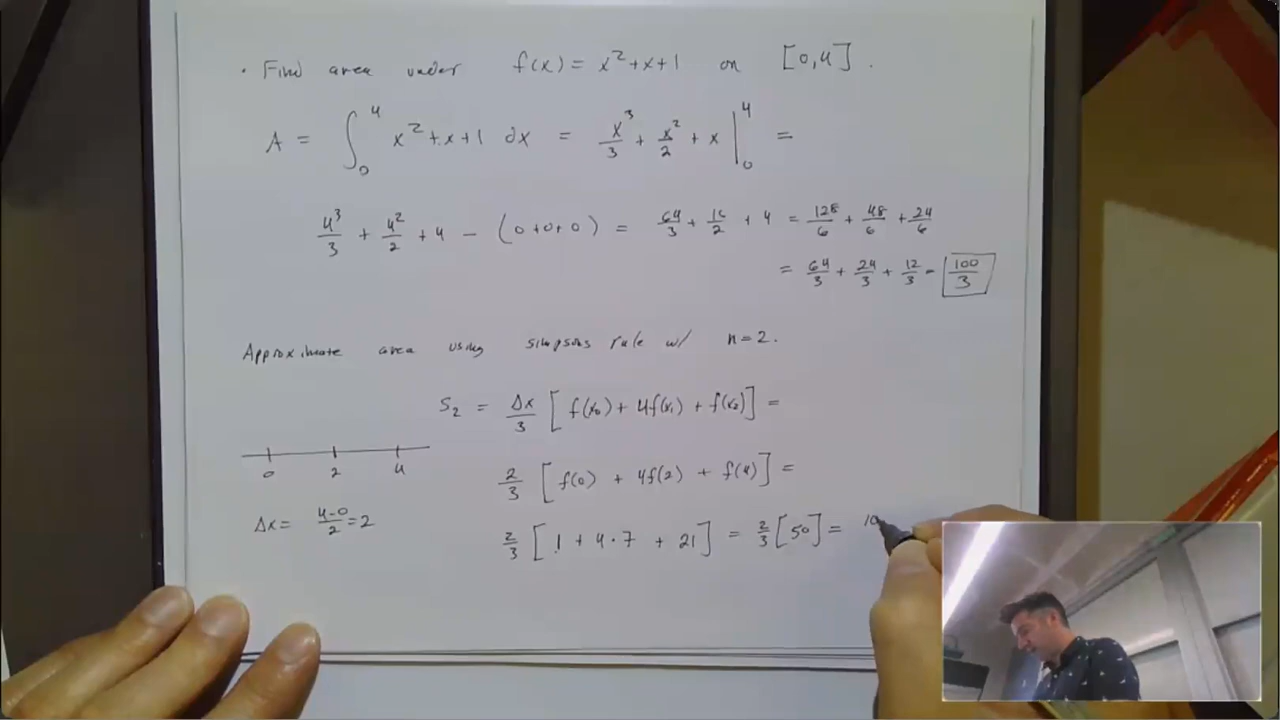 • Find area under f(x) = x²+x+1 on [0,4].
A = ∫₀⁴ x²+x+1 dx = x³/3 + x²/2 + x |₀⁴ =
4³/3 + 4²/2 + 4 − (0+0+0) = 64/3 + 16/2 + 4 = 128/6 + 48/6 + 24/6
= 64/3 + 24/3 + 12/3 = 100/3
Approximate area using simpsons rule w/ n=2.
S₂ = Δx/3 [f(x₀) + 4f(x₁) + f(x₂)] =
0 2 4
2/3 [f(0) + 4f(2) + f(4)] =
Δx = 4-0/2 = 2
2/3 [1 + 4·7 + 21] = 2/3 [50] = 10